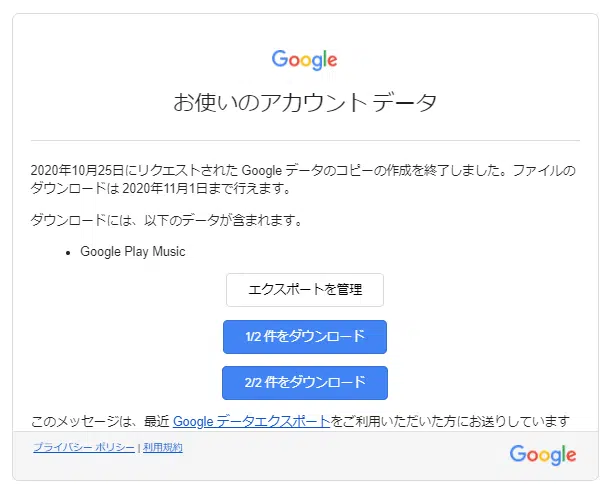 Google
お使いのアカウント データ
2020年10月25日にリクエストされた Google データのコピーの作成を終了しました。ファイルの
ダウンロードは 2020年11月1日まで行えます。
ダウンロードには、以下のデータが含まれます。
• Google Play Music
エクスポートを管理
1/2 件をダウンロード
2/2 件をダウンロード
このメッセージは、最近 Google データエクスポートをご利用いただいた方にお送りしています
プライバシー ポリシー | 利用規約
Google